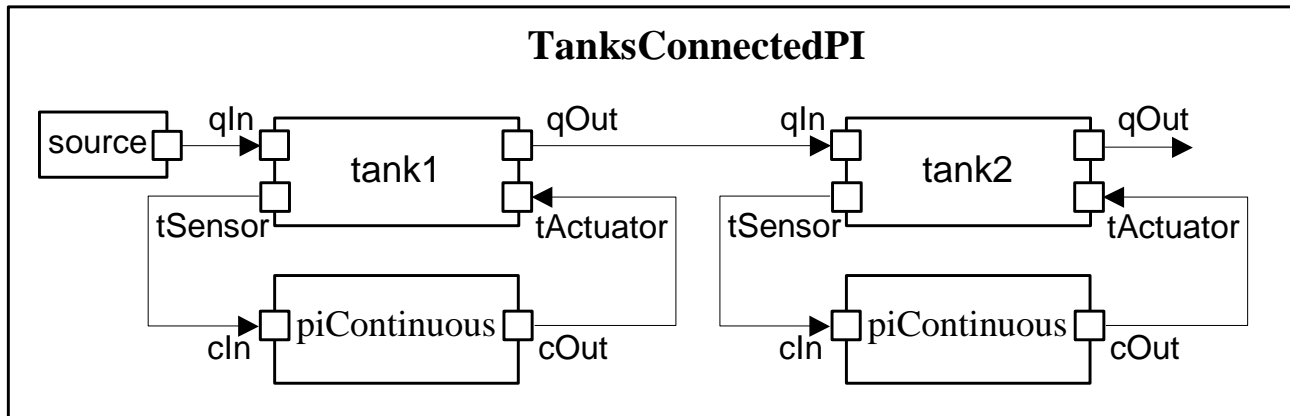 TanksConnectedPI
source
qIn
tank1
qOut
qIn
tank2
qOut
tSensor
tActuator
tSensor
tActuator
cIn
piContinuous
cOut
cIn
piContinuous
cOut